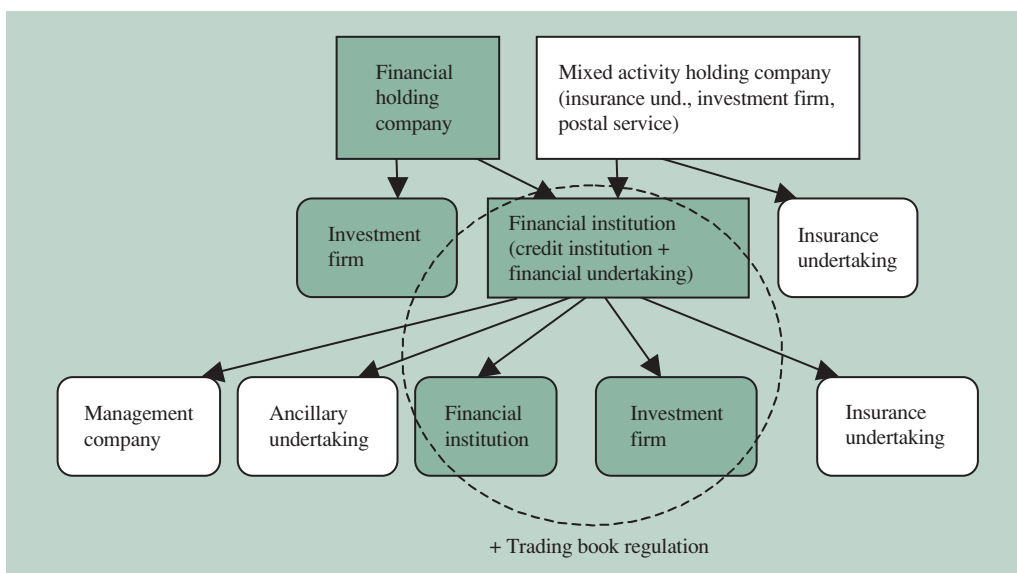 Financial
holding
company
Mixed activity holding company
(insurance und., investment firm,
postal service)
Investment
firm
Financial institution
(credit institution +
financial undertaking)
Insurance
undertaking
Management
company
Ancillary
undertaking
Financial
institution
Investment
firm
Insurance
undertaking
+ Trading book regulation